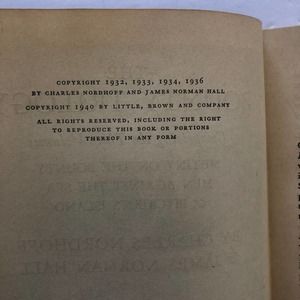 COPYRIGHT 1932, 1933, 1934, 1936
BY CHARLES NORDHOFF AND JAMES NORMAN HALL
COPYRIGHT 1940 BY LITTLE, BROWN AND COMPANY
ALL RIGHTS RESERVED, INCLUDING THE RIGHT
TO REPRODUCE THIS BOOK OR PORTIONS
THEREOF IN ANY FORM